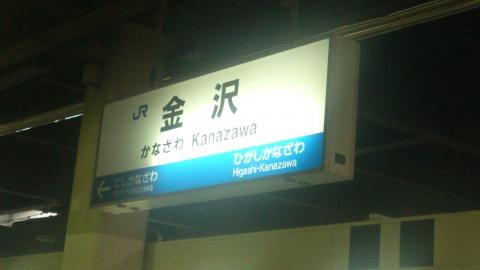 JR 金沢
かなざわ Kanazawa
ひがしかなざわ
Higashi-Kanazawa
← にしかなざわ